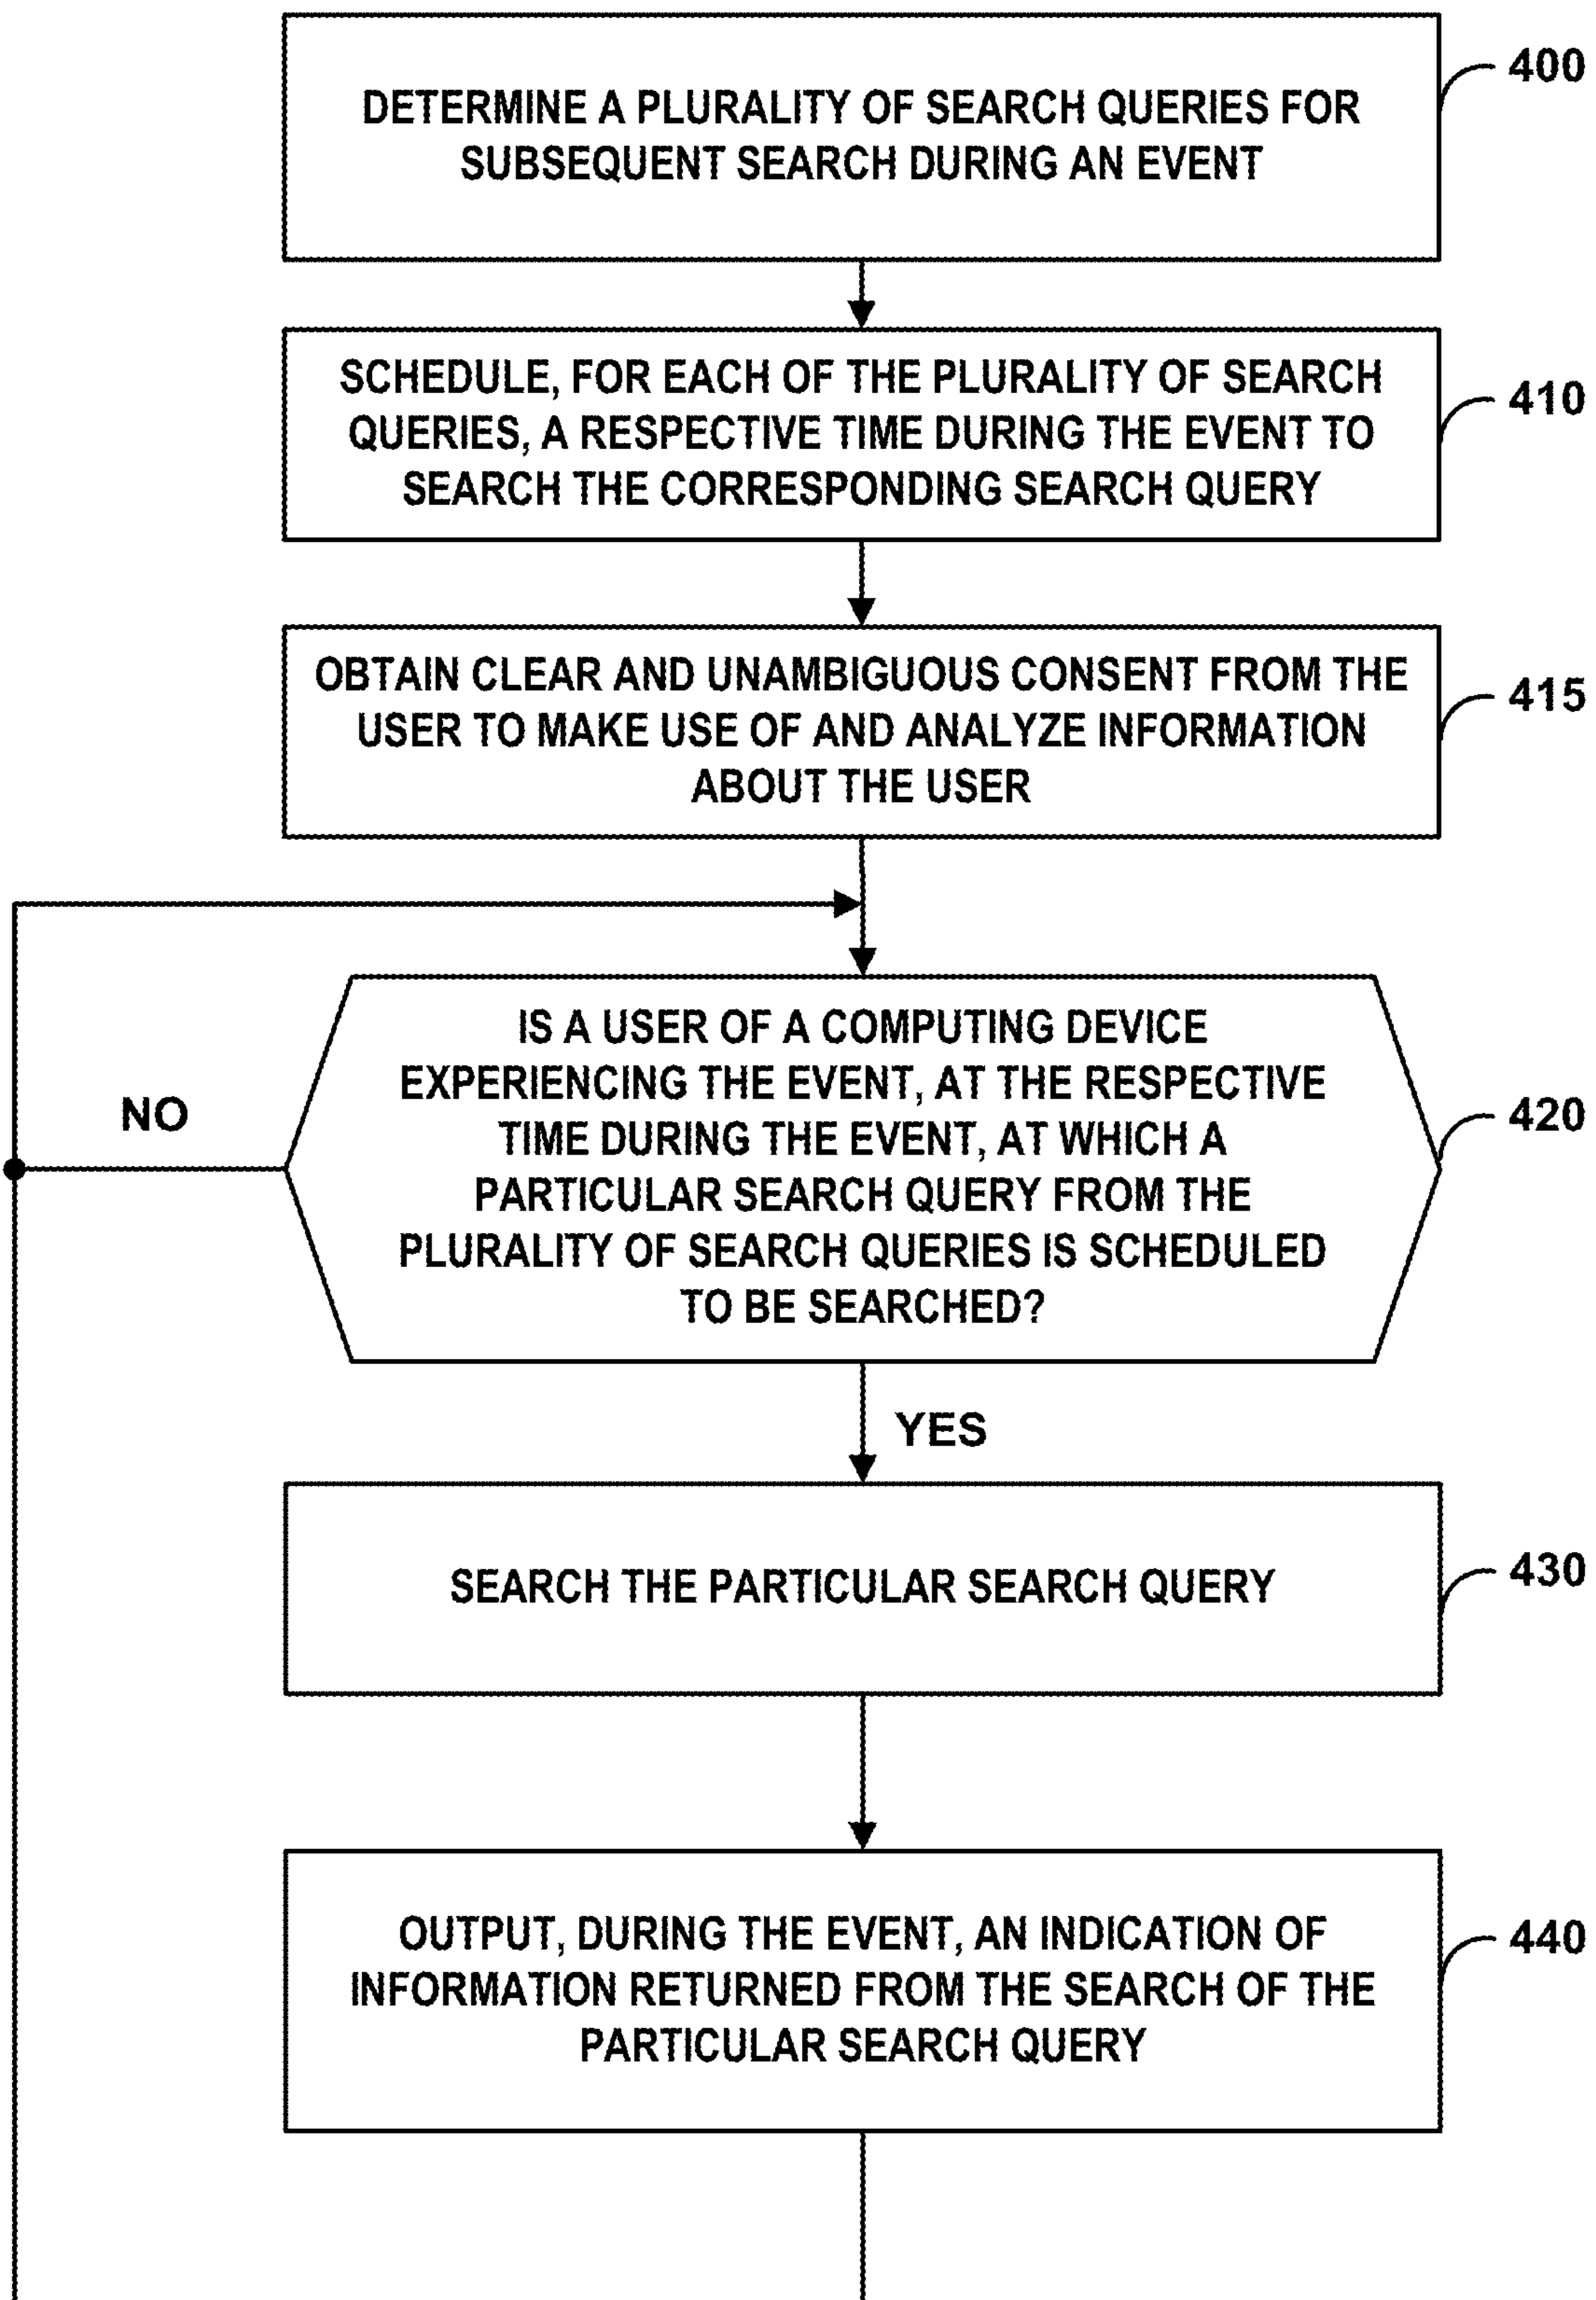 DETERMINE A PLURALITY OF SEARCH QUERIES FOR
SUBSEQUENT SEARCH DURING AN EVENT
400
SCHEDULE, FOR EACH OF THE PLURALITY OF SEARCH
QUERIES, A RESPECTIVE TIME DURING THE EVENT TO
SEARCH THE CORRESPONDING SEARCH QUERY
410
OBTAIN CLEAR AND UNAMBIGUOUS CONSENT FROM THE
USER TO MAKE USE OF AND ANALYZE INFORMATION
ABOUT THE USER
415
IS A USER OF A COMPUTING DEVICE
EXPERIENCING THE EVENT, AT THE RESPECTIVE
TIME DURING THE EVENT, AT WHICH A
PARTICULAR SEARCH QUERY FROM THE
PLURALITY OF SEARCH QUERIES IS SCHEDULED
TO BE SEARCHED?
420
NO
YES
SEARCH THE PARTICULAR SEARCH QUERY
430
OUTPUT, DURING THE EVENT, AN INDICATION OF
INFORMATION RETURNED FROM THE SEARCH OF THE
PARTICULAR SEARCH QUERY
440